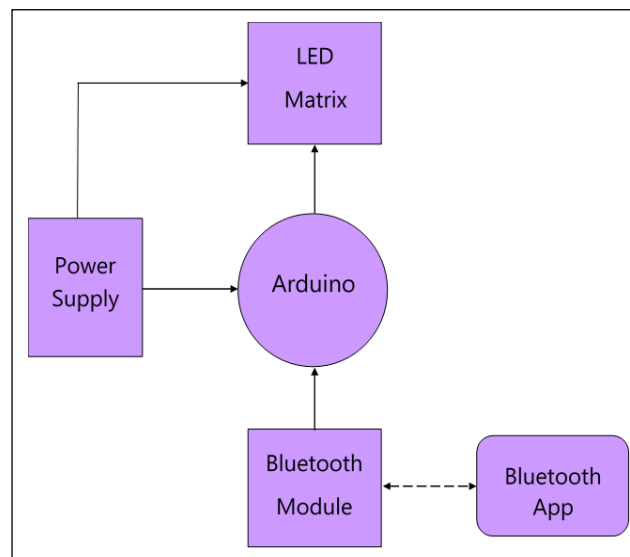 LED
Matrix
Power
Supply
Arduino
Bluetooth
Module
Bluetooth
App